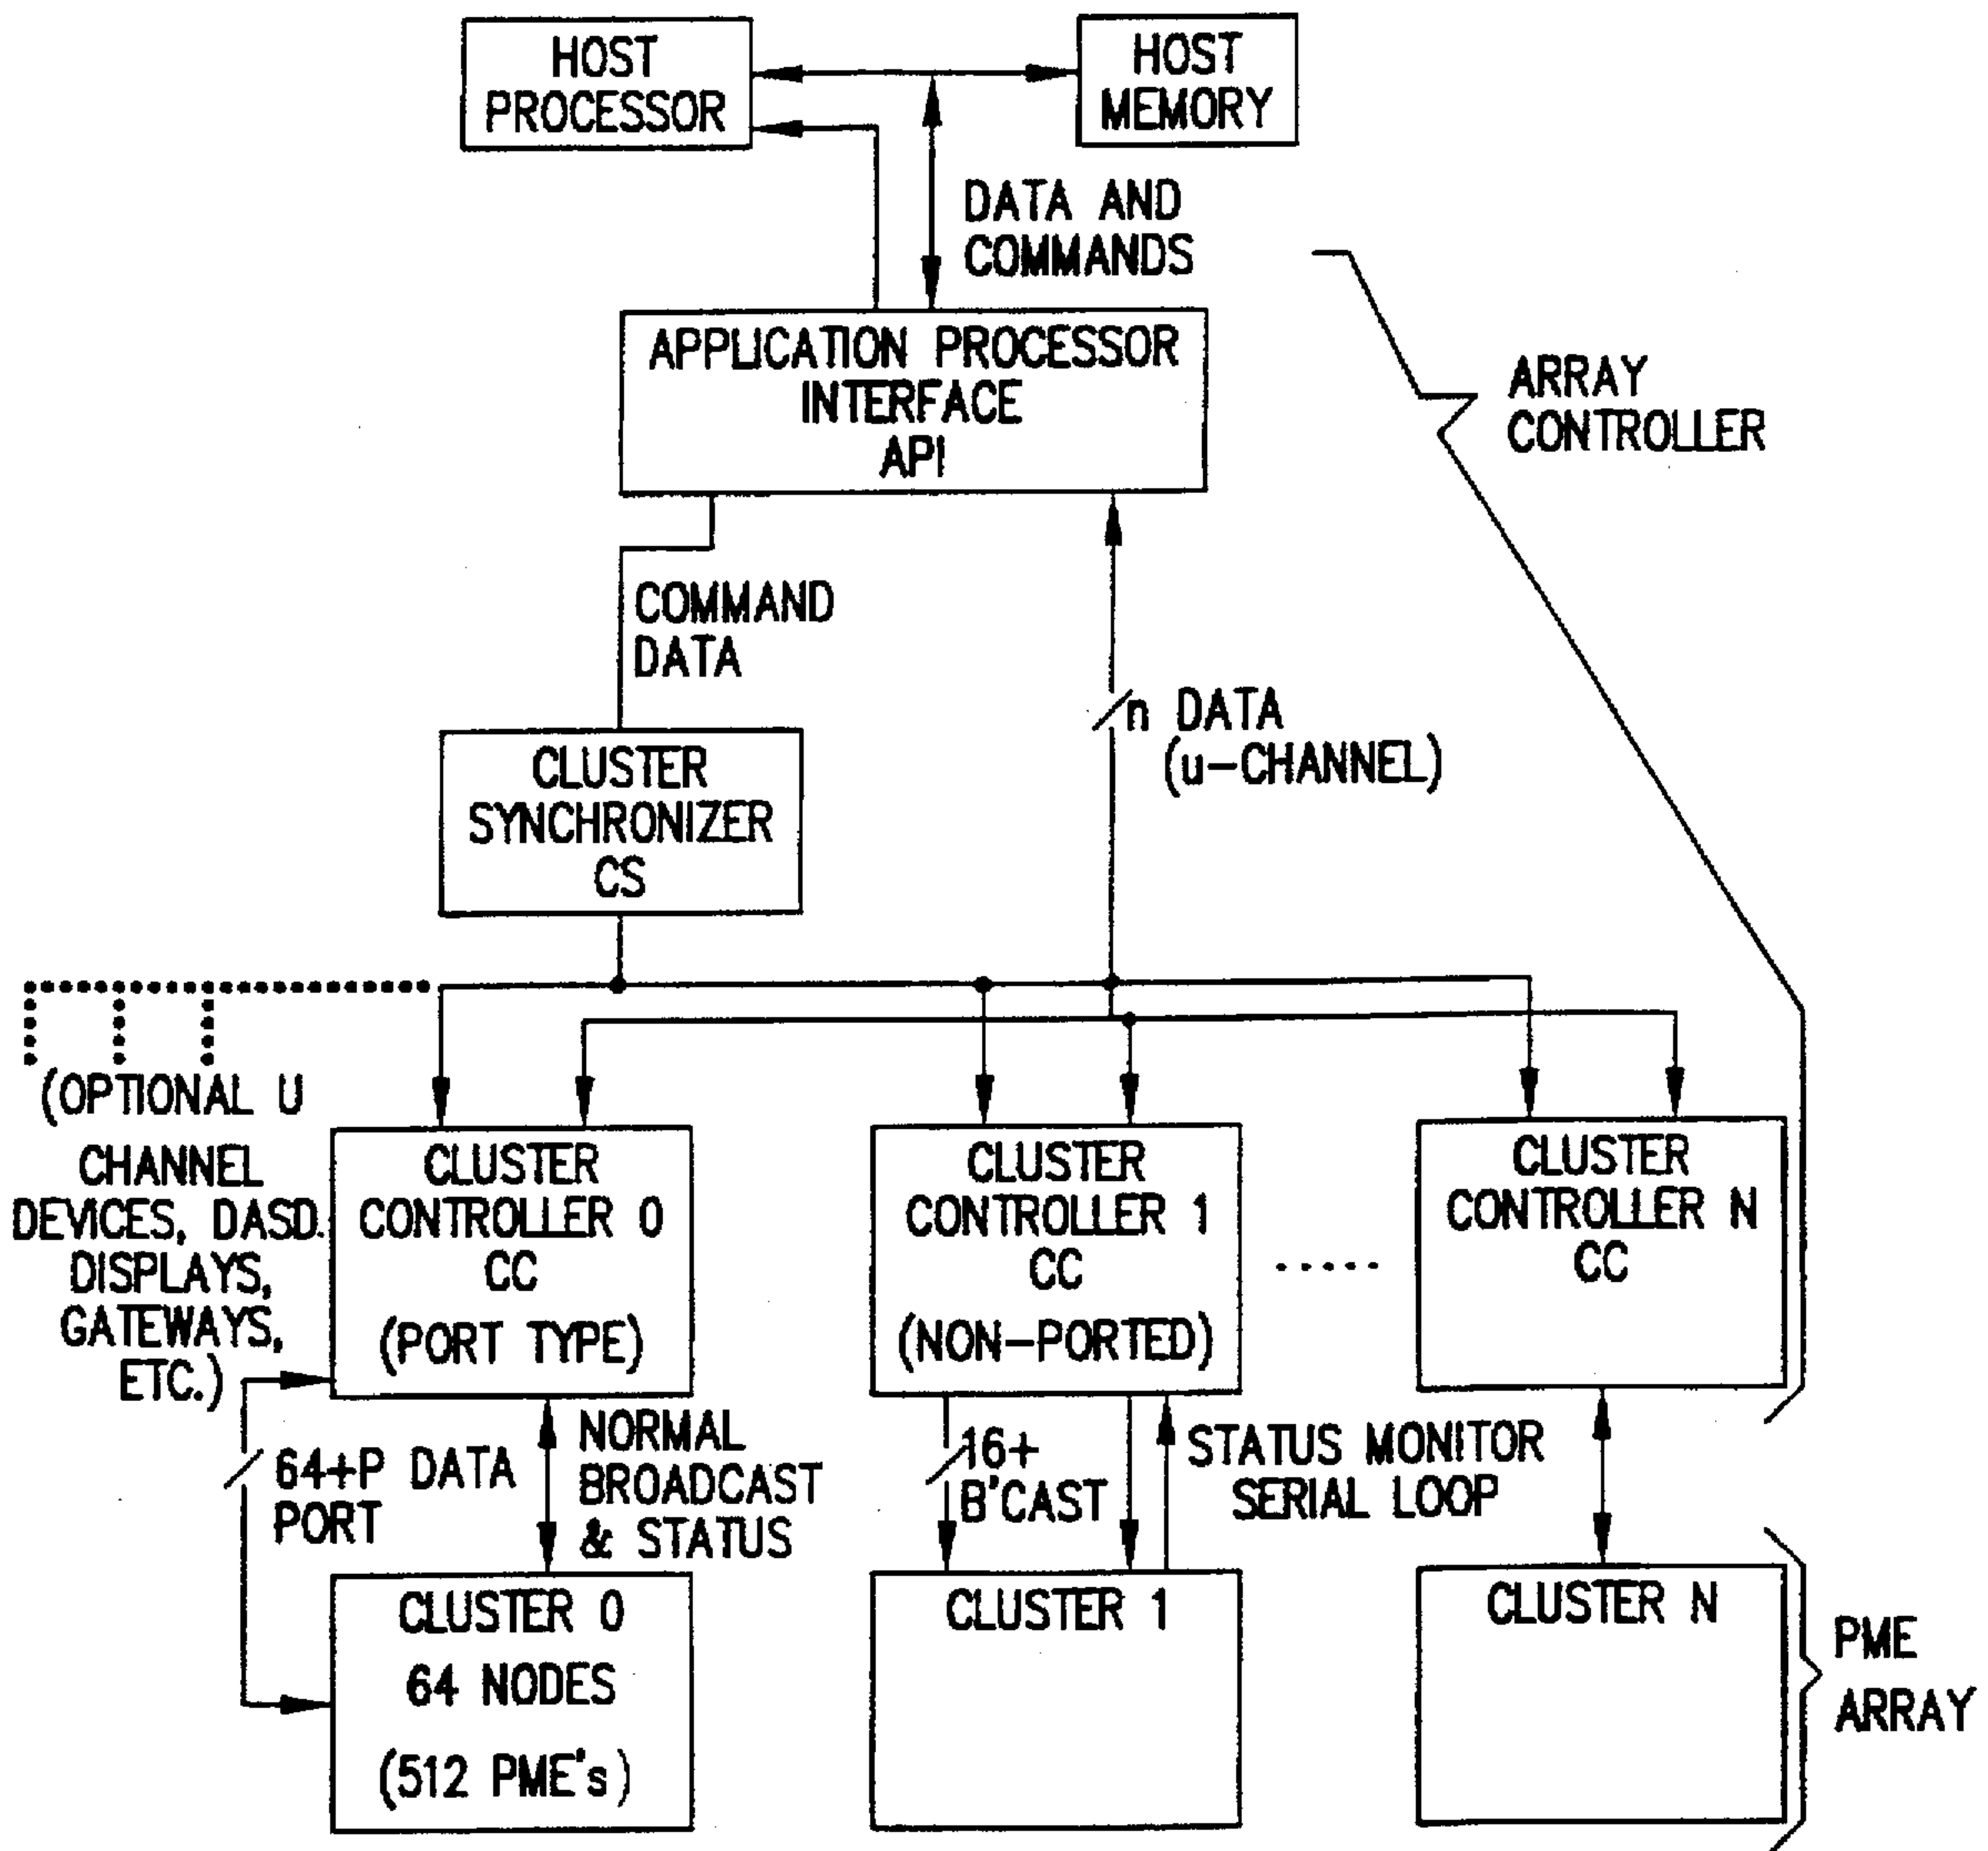 HOST
PROCESSOR
HOST
MEMORY
DATA AND
COMMANDS
APPLICATION PROCESSOR
INTERFACE
API
ARRAY
CONTROLLER
COMMAND
DATA
n DATA
(u-CHANNEL)
CLUSTER
SYNCHRONIZER
CS
(OPTIONAL U
CHANNEL
DEVICES, DASD.
DISPLAYS,
GATEWAYS,
ETC.)
CLUSTER
CONTROLLER 0
CC
(PORT TYPE)
CLUSTER
CONTROLLER 1
CC
(NON-PORTED)
.....
CLUSTER
CONTROLLER N
CC
64+P DATA
PORT
NORMAL
BROADCAST
& STATUS
16+
B'CAST
STATUS MONITOR
SERIAL LOOP
CLUSTER 0
64 NODES
(512 PME's)
CLUSTER 1
CLUSTER N
PME
ARRAY